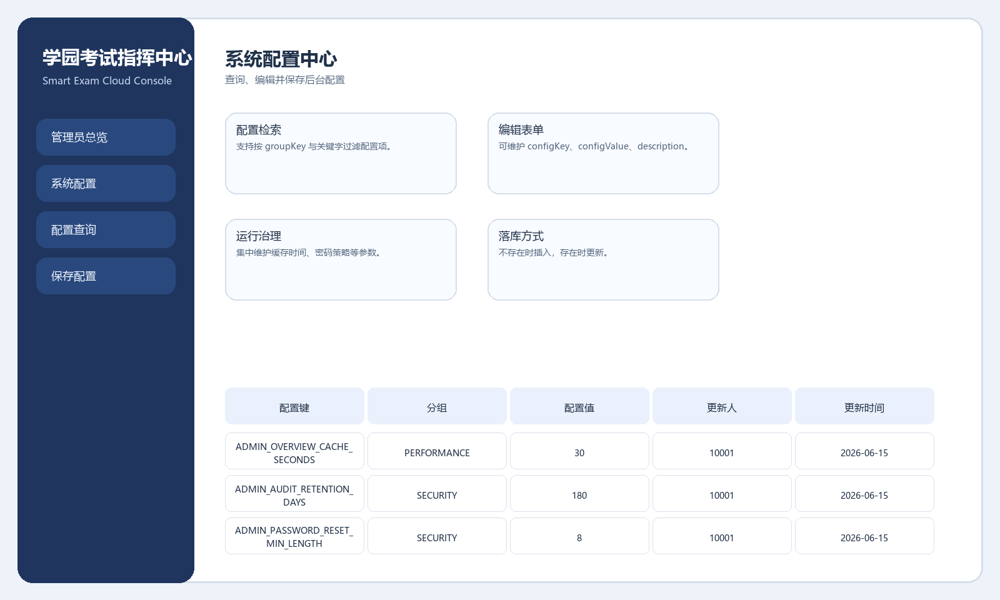 学园考试指挥中心
Smart Exam Cloud Console
管理员总览
系统配置
配置查询
保存配置
系统配置中心
查询、编辑并保存后台配置
配置检索
支持按 groupKey 与关键字过滤配置项。
编辑表单
可维护 configKey、configValue、description。
运行治理
集中维护缓存时间、密码策略等参数。
落库方式
不存在时插入，存在时更新。
配置键 分组 配置值 更新人 更新时间
ADMIN_OVERVIEW_CACHE_
SECONDS PERFORMANCE 30 10001 2026-06-15
ADMIN_AUDIT_RETENTION_
DAYS SECURITY 180 10001 2026-06-15
ADMIN_PASSWORD_RESET_
MIN_LENGTH SECURITY 8 10001 2026-06-15